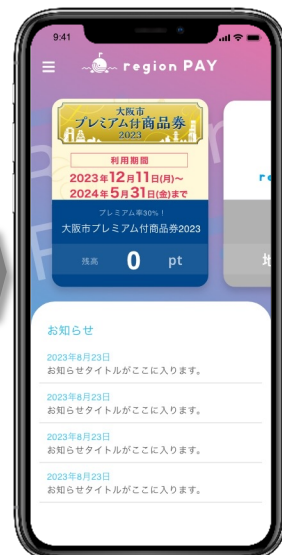 9:41
region PAY
大阪市
プレミアム付商品券
2023
利用期間
2023年12月11日(月)～
2024年5月31日(金)まで
プレミアム率30%！
大阪市プレミアム付商品券2023
残高 0 pt
re
地
お知らせ
2023年8月23日
お知らせタイトルがここに入ります。
2023年8月23日
お知らせタイトルがここに入ります。
2023年8月23日
お知らせタイトルがここに入ります。
2023年8月23日
お知らせタイトルがここに入ります。